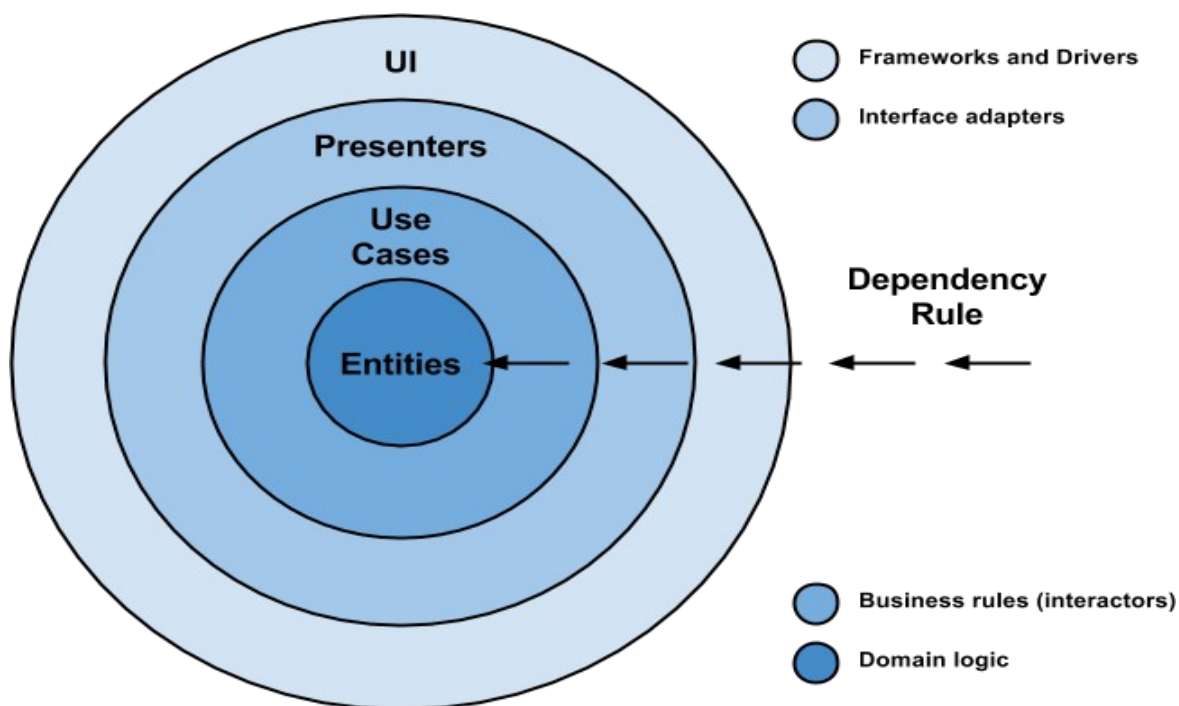 UI
Presenters
Use
Cases
Entities
Frameworks and Drivers
Interface adapters
Dependency
Rule
Business rules (interactors)
Domain logic